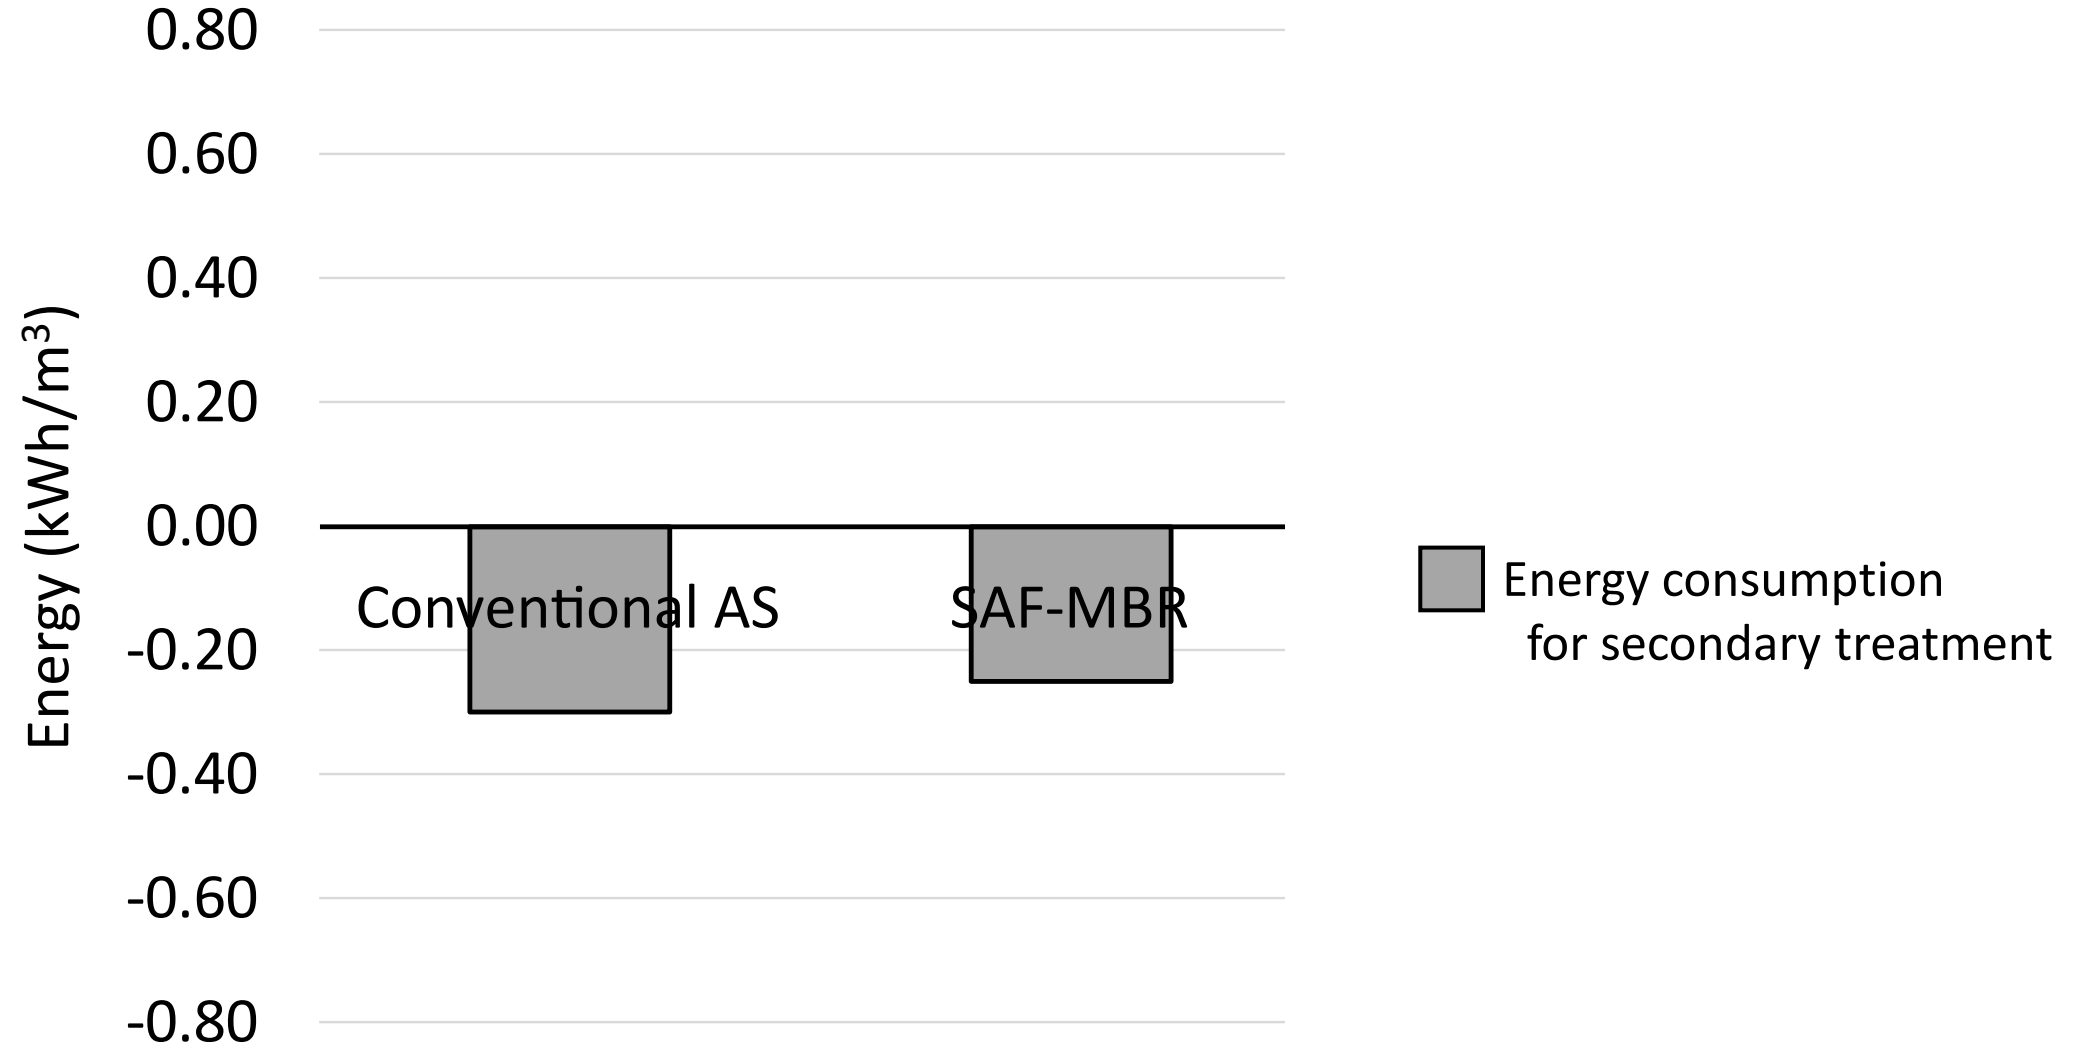 0.80
0.60
0.40
0.20
0.00
-0.20
-0.40
-0.60
-0.80
Energy (kWh/m³)
Conventional AS
SAF-MBR
Energy consumption
for secondary treatment